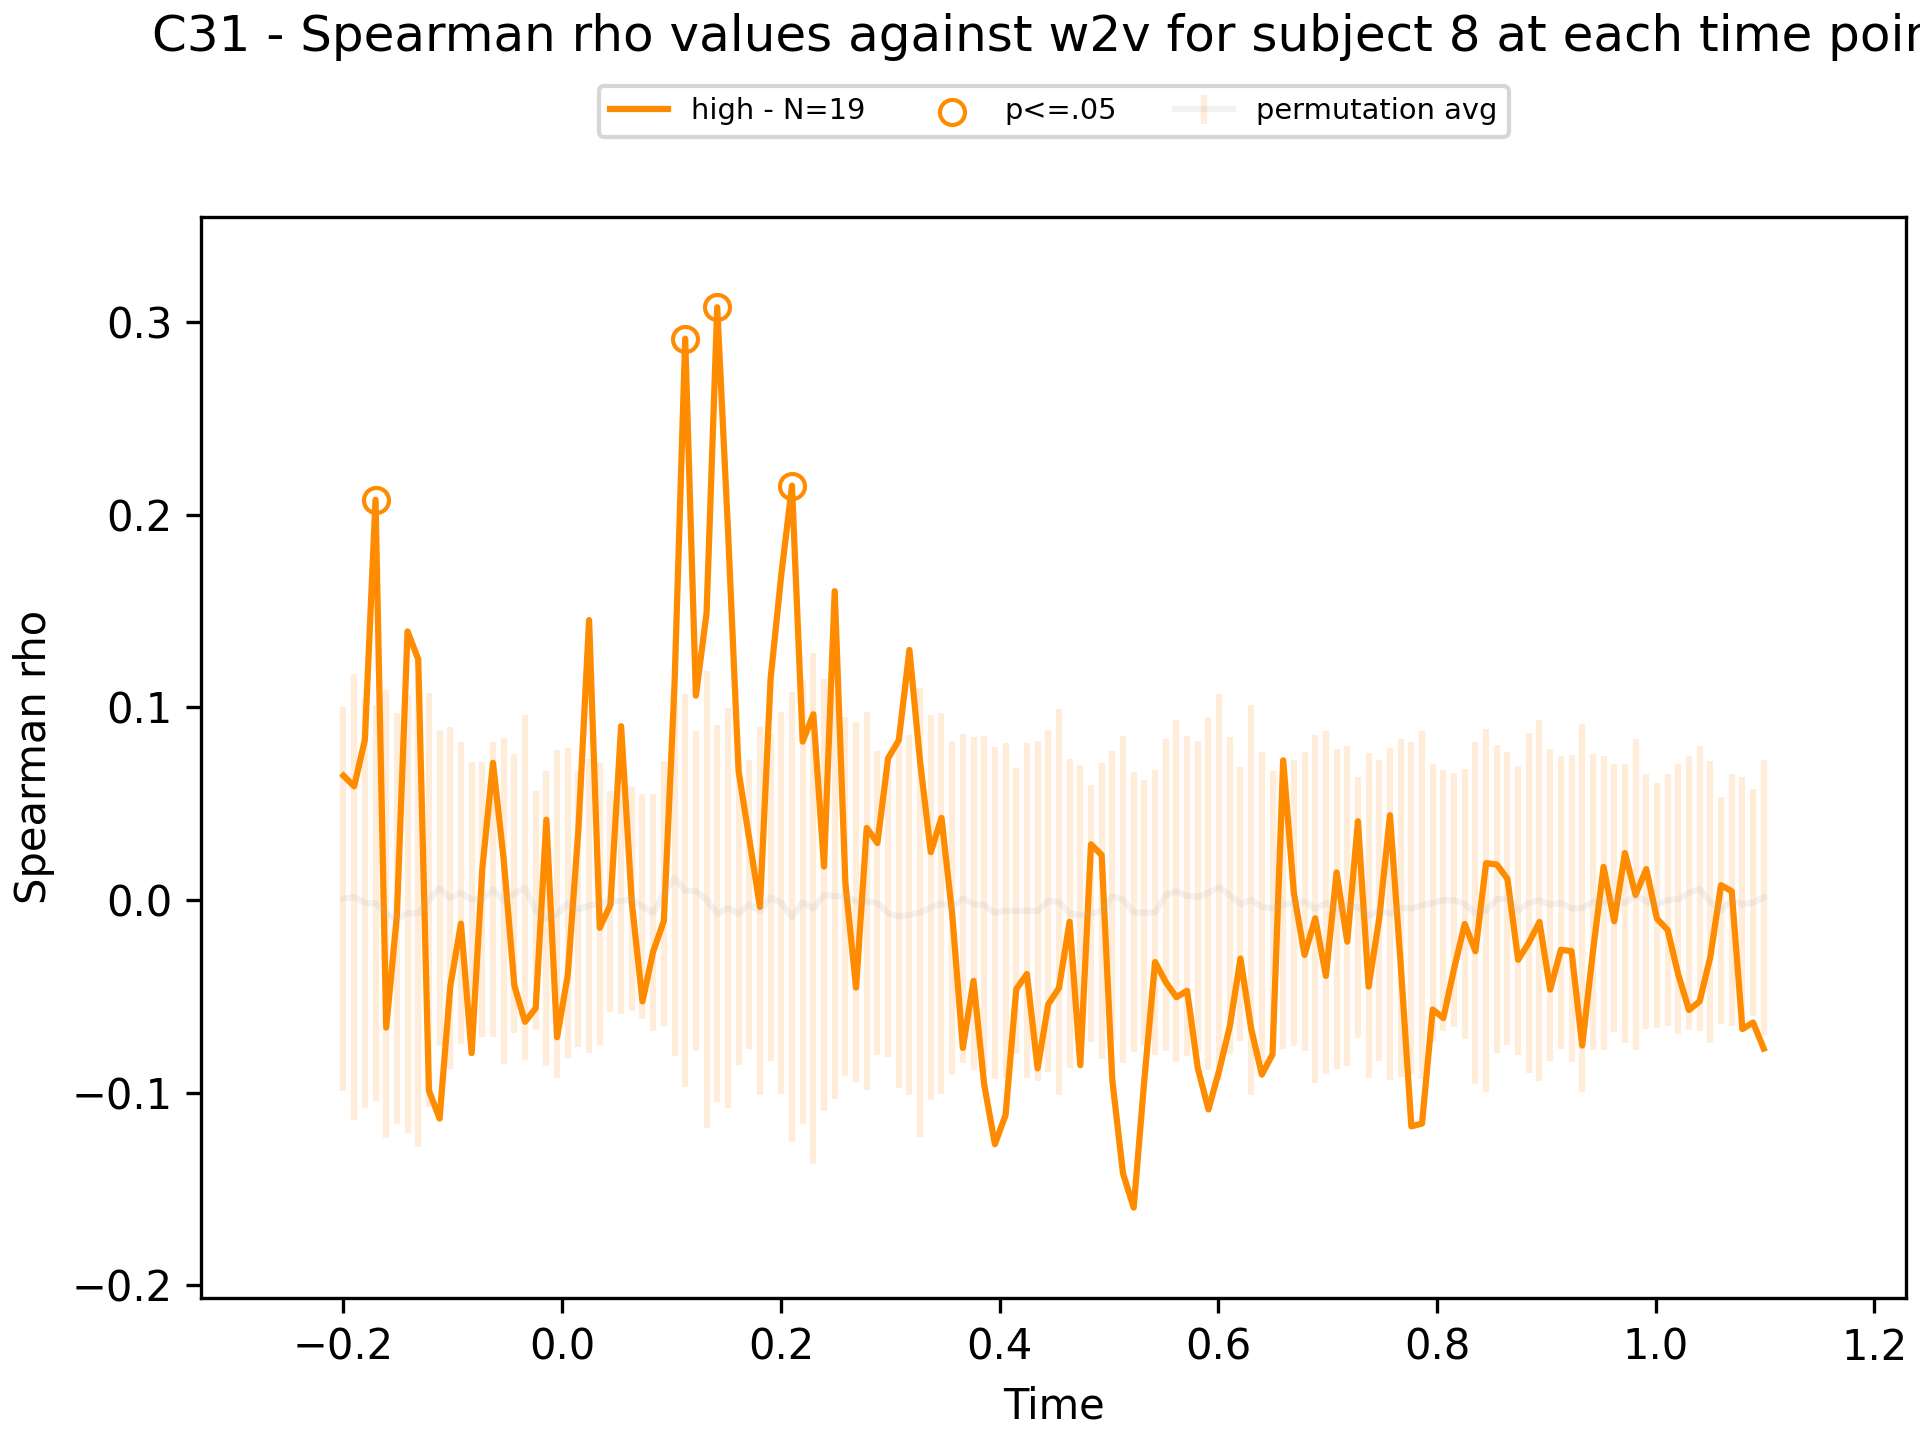 C31 - Spearman rho values against w2v for subject 8 at each time
high - N=19 p<=.05 permutation avg
0.3
0.2
0.1
0.0
−0.1
−0.2
Spearman rho
−0.2 0.0 0.2 0.4 0.6 0.8 1.0 1.2
Time